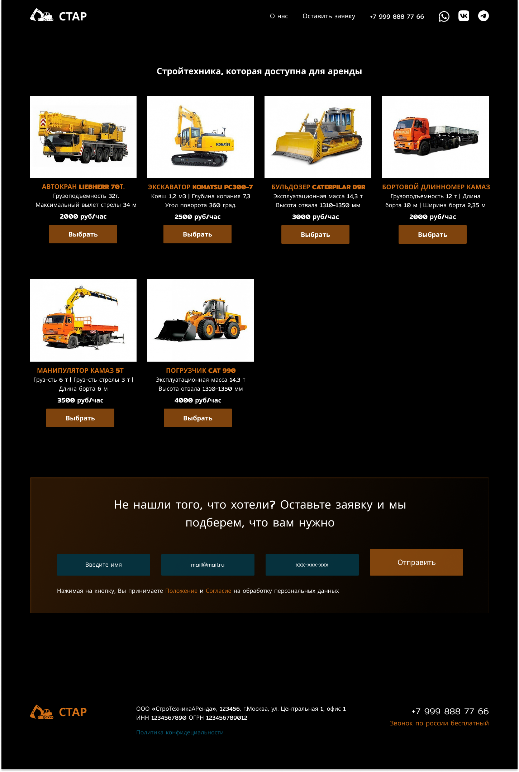 СТАР
О нас Оставить заявку +7 999 888 77 66
Стройтехника, которая доступна для аренды
АВТОКРАН LIEBHERR 70Т.
Грузоподъемность 32т.
Максимальный вылет стрелы 34 м
2000 руб/час
Выбрать
ЭКСКАВАТОР KOMATSU PC300-7
Ковш 1,7 м3 | Глубина копания 7,3
Угол поворота 360 град
2500 руб/час
Выбрать
БУЛЬДОЗЕР CATERPILAR D9R
Эксплуатационная масса 14,3 т
Высота отвала 1310-1350 мм
3000 руб/час
Выбрать
БОРТОВОЙ ДЛИННОМЕР КАМАЗ
Грузоподъемность 12 т | Длина
борта 10 м | Ширина борта 2,35 м
2000 руб/час
Выбрать
МАНИПУЛЯТОР КАМАЗ 5Т
Груз-сть 6 т | Груз-сть стрелы 3 т |
Длина борта 6 м
3500 руб/час
Выбрать
ПОГРУЗЧИК CAT 990
Эксплуатационная масса 14.3 т
Высота отвала 1310-1350 мм
4000 руб/час
Выбрать
Не нашли того, что хотели? Оставьте заявку и мы
подберем, что вам нужно
Введите имя
mail@mail.ru
xxx-xxx-xxx
Отправить
Нажимая на кнопку, Вы принимаете Положение и Согласие на обработку персональных данных
СТАР
ООО «СтротехникаАРенда», 123456, г.Москва, ул. Центральная 1, офис 1
ИНН 1234567890 ОГРН 123456789012
Политика конфиденциальности
+7 999 888 77 66
Звонок по россии бесплатный